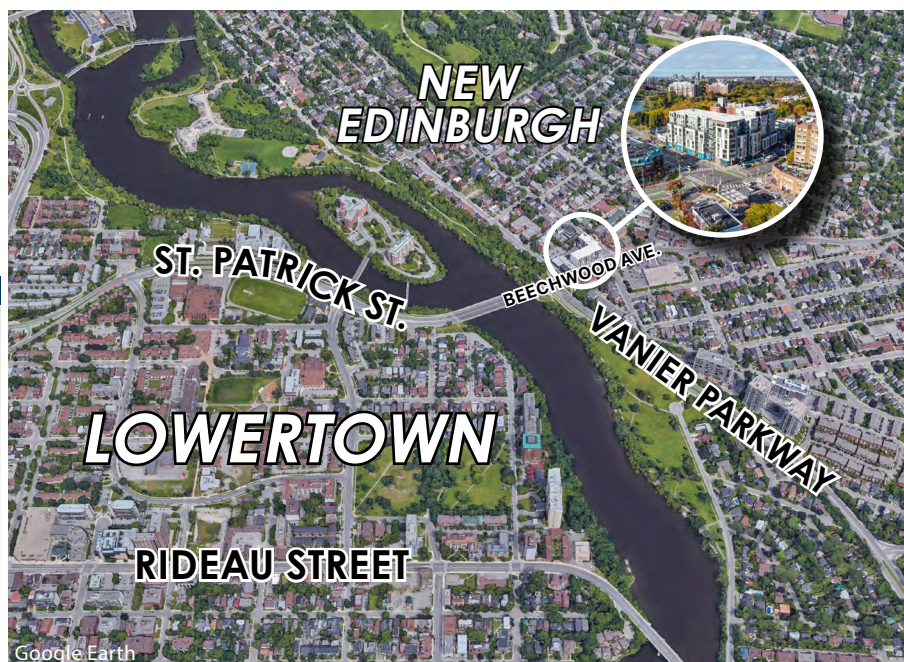 NEW
EDINBURGH
ST. PATRICK ST.
BEECHWOOD AVE.
VANIER PARKWAY
LOWERTOWN
RIDEAU STREET
Google Earth